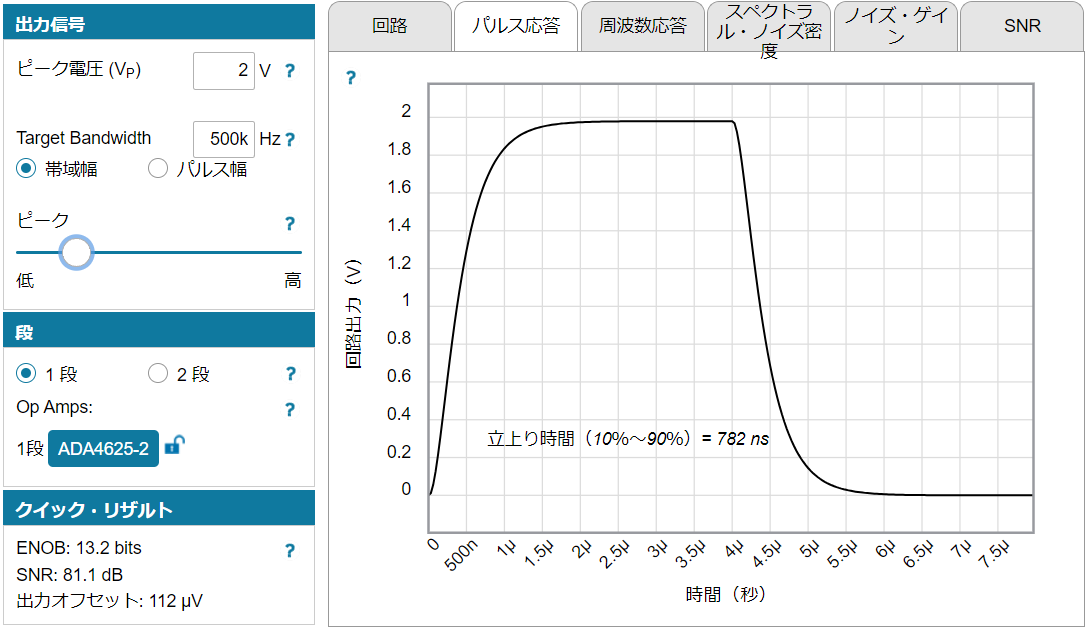 出力信号
ピーク電圧 (VP) 2 V ?
Target Bandwidth 500k Hz ?
帯域幅 パルス幅
ピーク ?
低 高
段
1 段 2 段 ?
Op Amps: ?
1段 ADA4625-2
クイック・リザルト
ENOB: 13.2 bits ?
SNR: 81.1 dB
出力オフセット: 112 µV
回路
パルス応答
周波数応答
スペクトラ
ル・ノイズ密
度
ノイズ・ゲイ
ン
SNR
?
回路出力（V）
2
1.8
1.6
1.4
1.2
1
0.8
0.6
0.4
0.2
0
立上り時間（10%～90%）= 782 ns
0 500n 1µ 1.5µ 2µ 2.5µ 3µ 3.5µ 4µ 4.5µ 5µ 5.5µ 6µ 6.5µ 7µ 7.5µ
時間（秒）